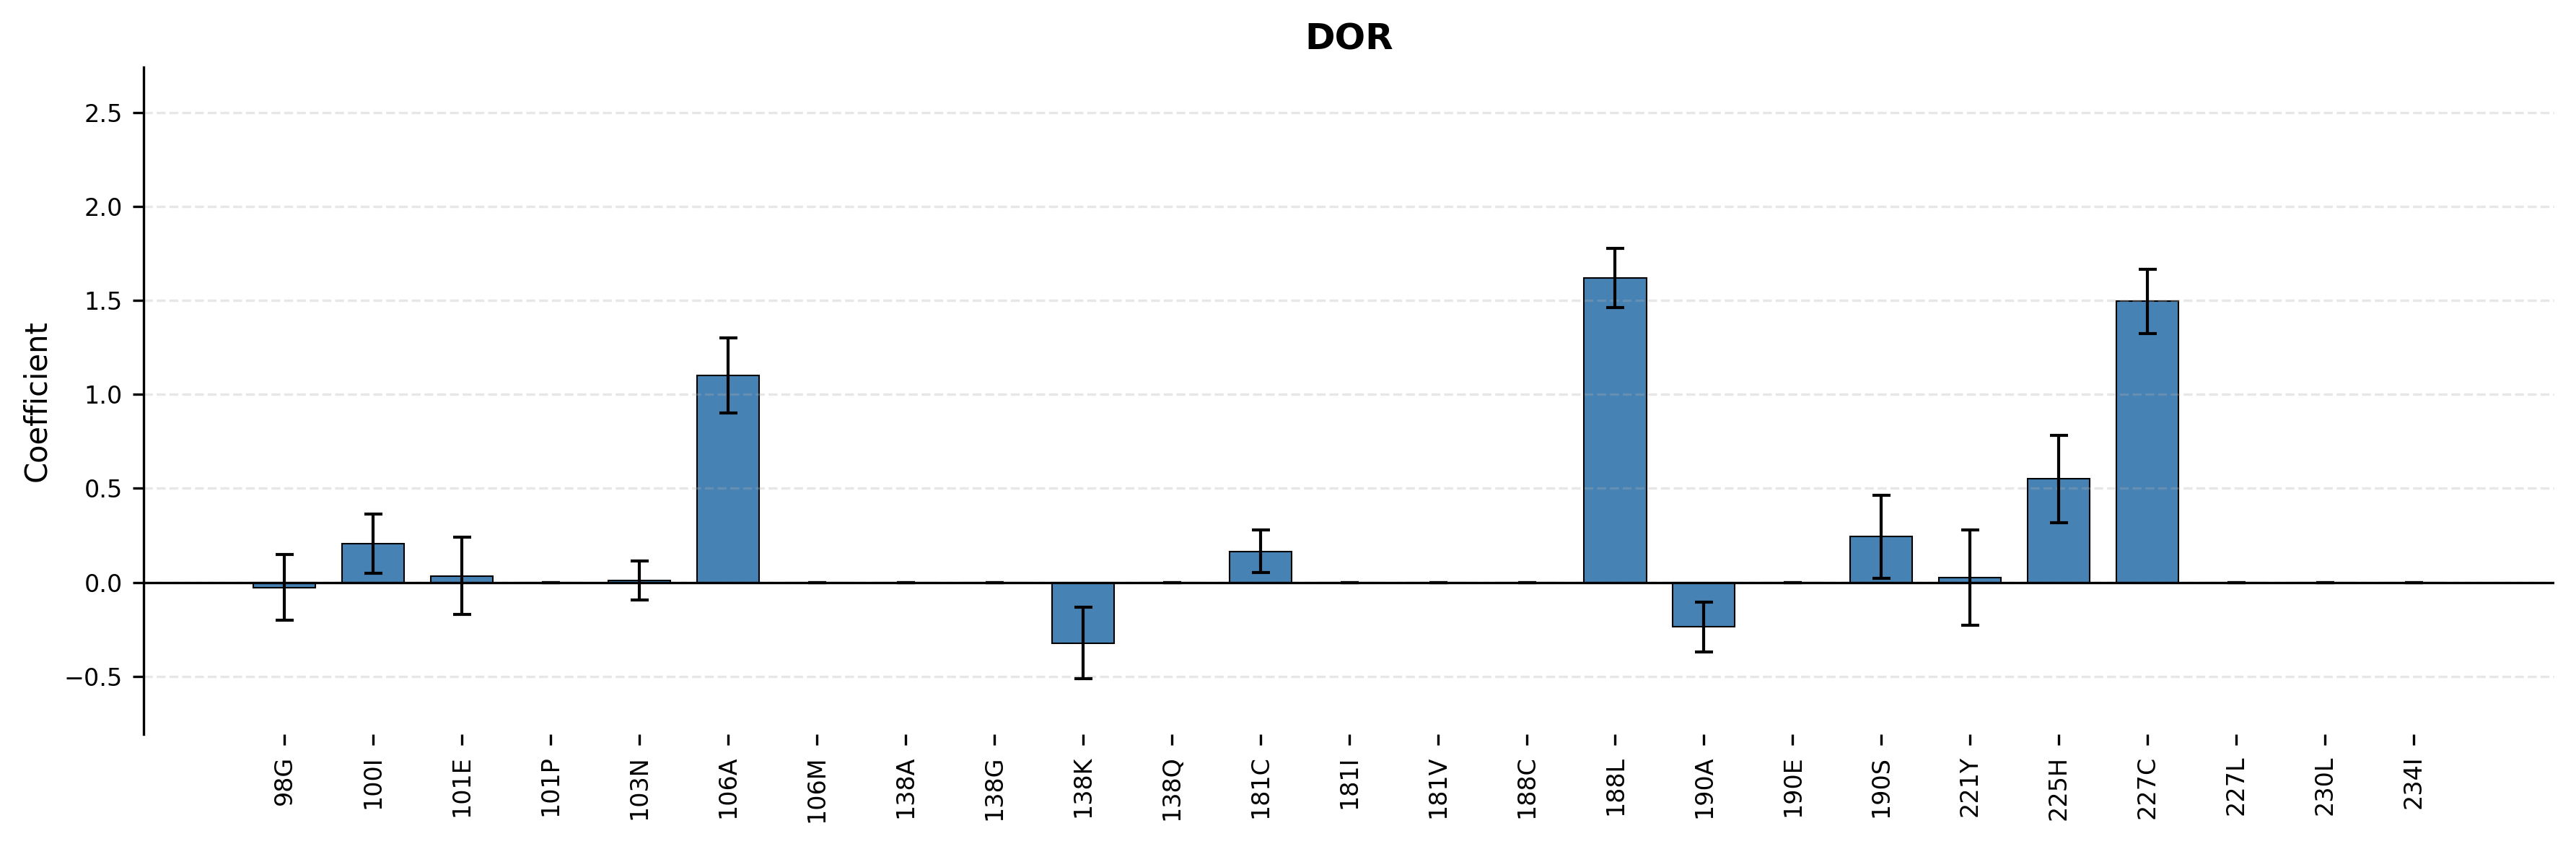 DOR
Coefficient
2.5
2.0
1.5
1.0
0.5
0.0
−0.5
98G
100I
101E
101P
103N
106A
106M
138A
138G
138K
138Q
181C
181I
181V
188C
188L
190A
190E
190S
221Y
225H
227C
227L
230L
234I